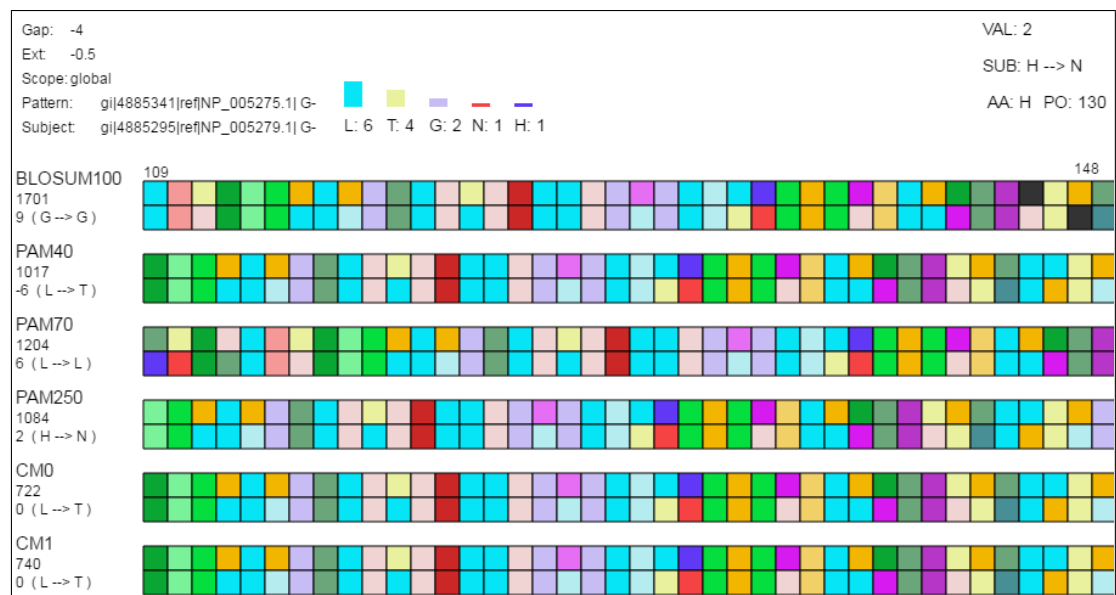 Gap: -4
Ext: -0.5
Scope: global
Pattern: gi|4885341|ref|NP_005275.1| G-
Subject: gi|4885295|ref|NP_005279.1| G-
L: 6 T: 4 G: 2 N: 1 H: 1
VAL: 2
SUB: H --> N
AA: H PO: 130
109 148
BLOSUM100
1701
9 ( G --> G )
PAM40
1017
-6 ( L --> T )
PAM70
1204
6 ( L --> L )
PAM250
1084
2 ( H --> N )
CM0
722
0 ( L --> T )
CM1
740
0 ( L --> T )